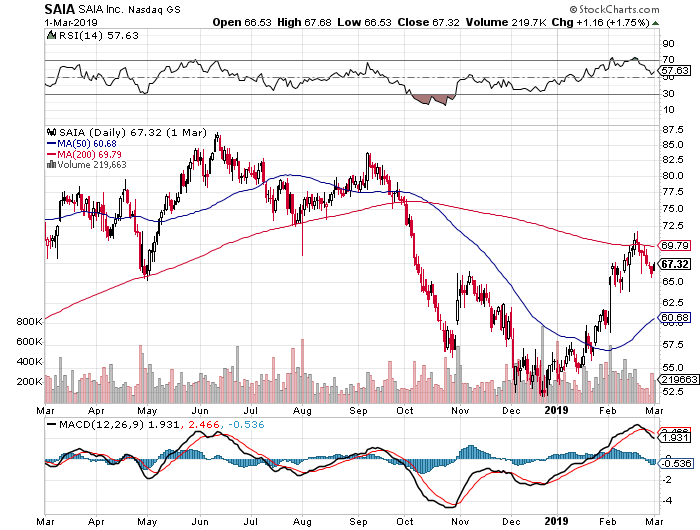 SAIA SAIA Inc. Nasdaq GS © StockCharts.com
1-Mar-2019 Open 66.53 High 67.68 Low 66.53 Close 67.32 Volume 219.7K Chg +1.16 (+1.75%)
RSI(14) 57.63
90
70
57.63
50
30
10
SAIA (Daily) 67.32 (1 Mar)
MA(50) 60.68
MA(200) 69.79
Volume 219,663
87.5
85.0
82.5
80.0
77.5
75.0
72.5
69.79
67.32
65.0
60.68
57.5
55.0
52.5
219663
800K
600K
400K
200K
Mar Apr May Jun Jul Aug Sep Oct Nov Dec 2019 Feb Mar
MACD(12,26,9) 1.931, 2.466, -0.536
2.466
1.931
-0.536
-2
-4
Mar Apr May Jun Jul Aug Sep Oct Nov Dec 2019 Feb Mar